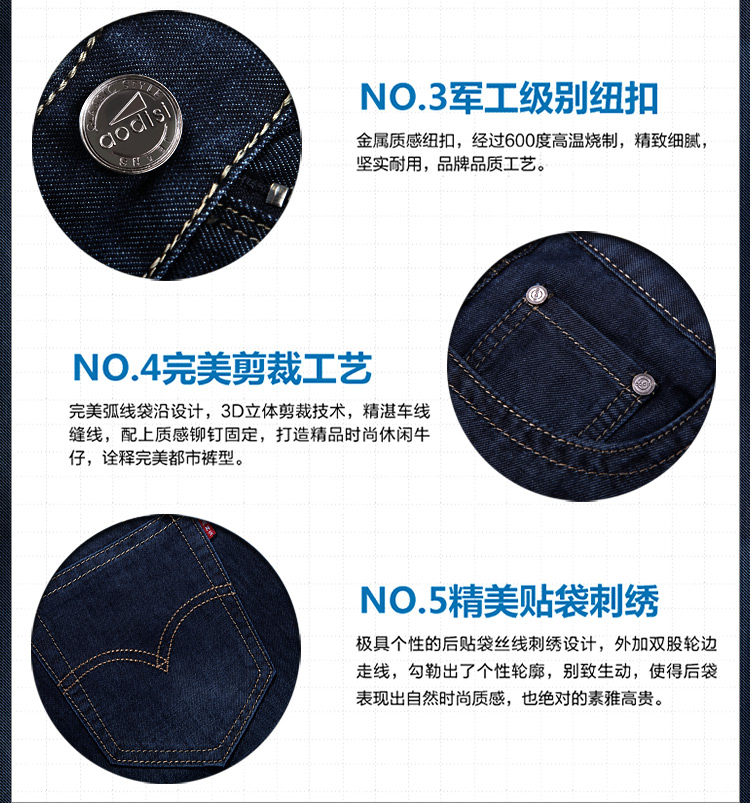 aodisi
NO.3军工级别纽扣
金属质感纽扣，经过600度高温烧制，精致细腻，
坚实耐用，品牌品质工艺。
NO.4完美剪裁工艺
完美弧线袋沿设计，3D立体剪裁技术，精湛车线
缝线，配上质感铆钉固定，打造精品时尚休闲牛
仔，诠释完美都市裤型。
NO.5精美贴袋刺绣
极具个性的后贴袋丝线刺绣设计，外加双股轮边
走线，勾勒出了个性轮廓，别致生动，使得后袋
表现出自然时尚质感，也绝对的素雅高贵。